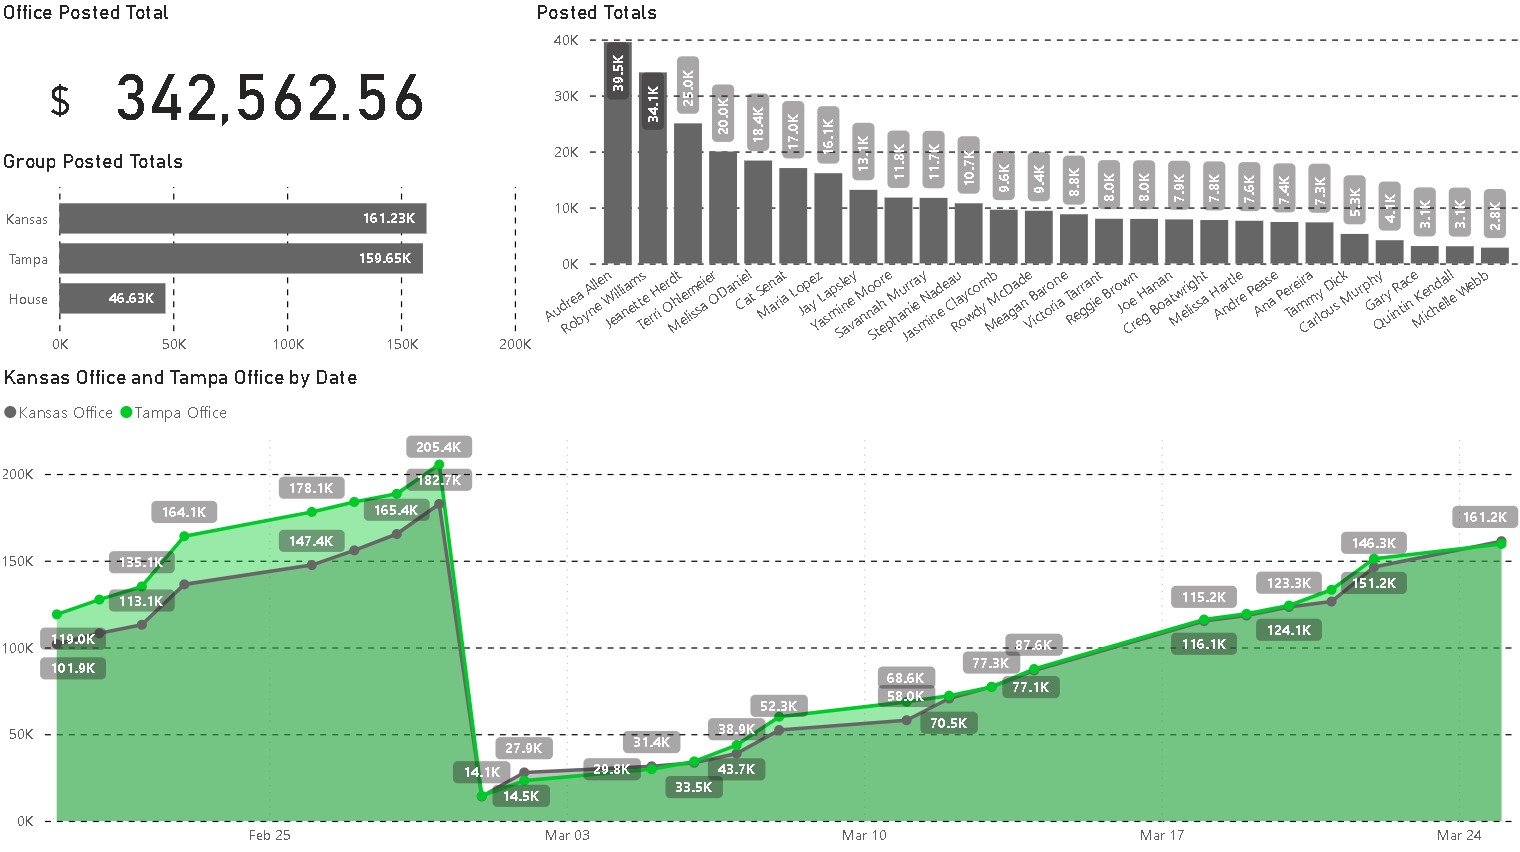 Office Posted Total
$ 342,562.56
Group Posted Totals
Kansas 161.23K
Tampa 159.65K
House 46.63K
0K 50K 100K 150K 200K
Posted Totals
40K
30K
20K
10K
0K
39.5K 34.1K 25.0K 20.0K 18.4K 17.0K 16.1K 13.1K 11.8K 11.7K 10.7K 9.6K 9.4K 8.8K 8.0K 8.0K 7.9K 7.8K 7.6K 7.4K 7.3K 5.3K 4.1K 3.1K 3.1K 2.8K
Audrea Allen
Robyne Williams
Jeanette Herdt
Terri Ohlemeier
Melissa ODaniel
Cat Senat
Maria Lopez
Jay Lapsley
Yasmine Moore
Savannah Murray
Stephanie Nadeau
Jasmine Claycomb
Rowdy McDade
Meagan Barone
Victoria Tarrant
Reggie Brown
Joe Hanan
Creg Boatwright
Melissa Hartle
Andre Pease
Ana Pereira
Tammy Dick
Carlous Murphy
Gary Race
Quintin Kendall
Michelle Webb
Kansas Office and Tampa Office by Date
Kansas Office Tampa Office
200K
150K
100K
50K
0K
119.0K
101.9K
135.1K
113.1K
164.1K
178.1K
147.4K
165.4K
205.4K
182.7K
14.1K
27.9K
14.5K
29.8K
31.4K
33.5K
38.9K
43.7K
52.3K
68.6K
58.0K
70.5K
77.3K
87.6K
77.1K
115.2K
116.1K
123.3K
124.1K
146.3K
151.2K
161.2K
Feb 25 Mar 03 Mar 10 Mar 17 Mar 24